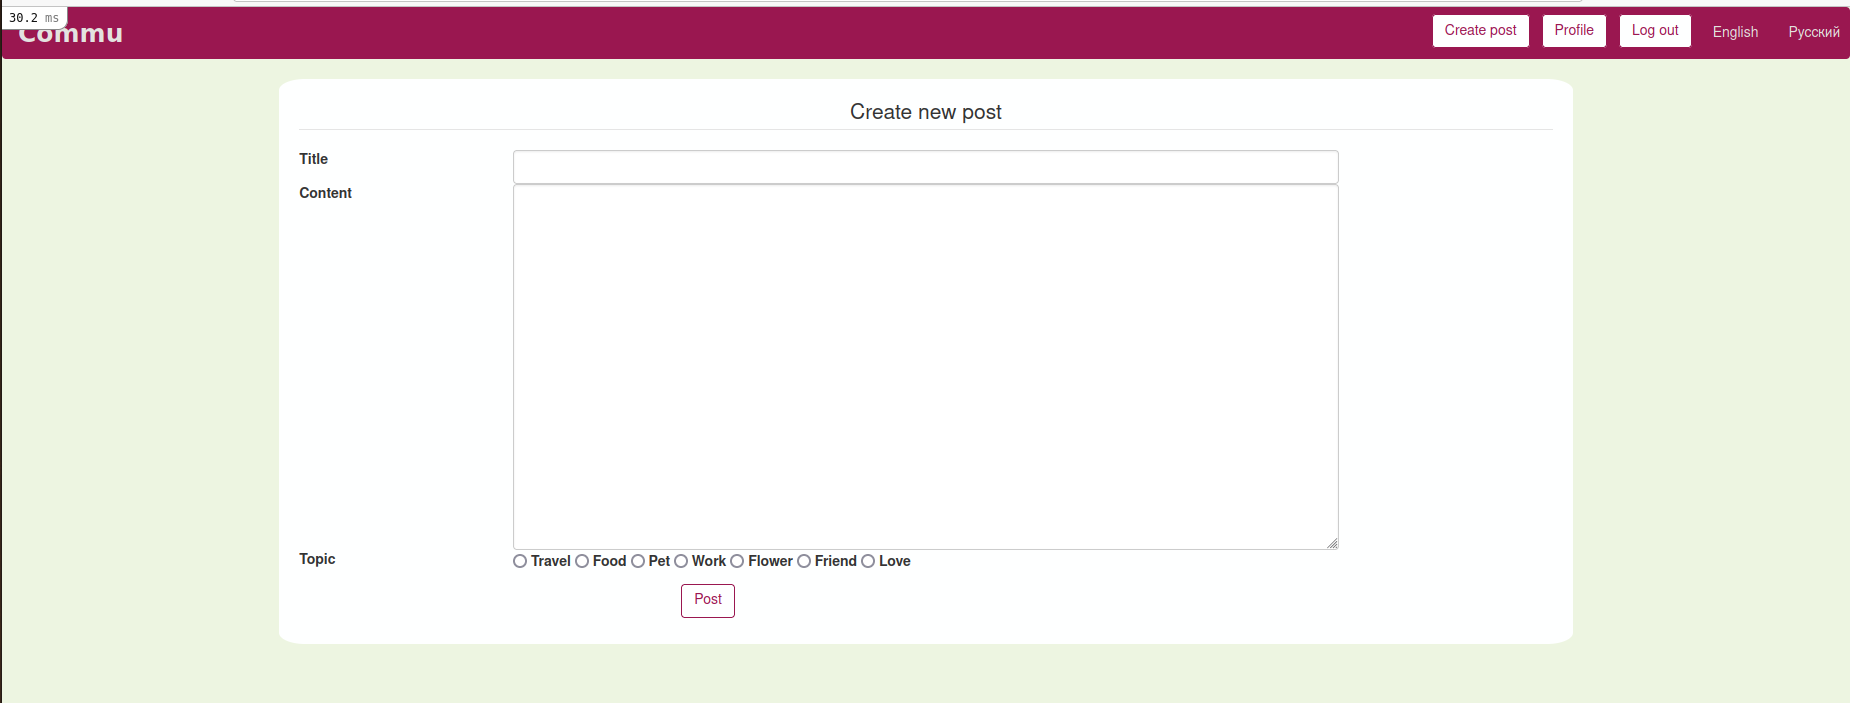 30.2 ms
Commu
Create post Profile Log out English Русский
Create new post
Title
Content
Topic
Travel Food Pet Work Flower Friend Love
Post